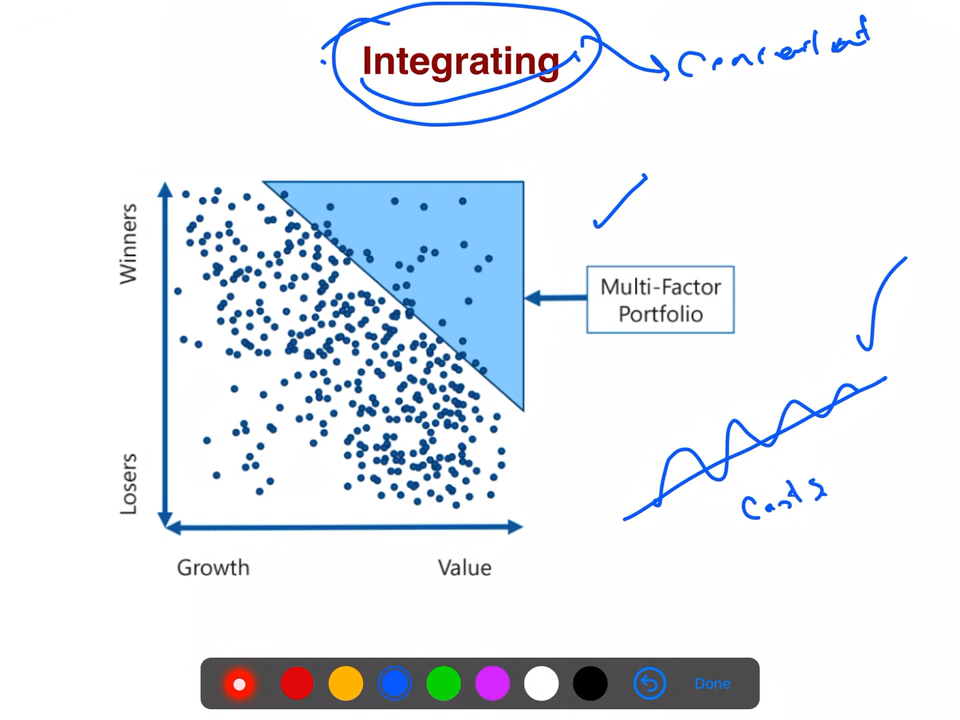 Integrating
Winners
Losers
Multi-Factor
Portfolio
Costs
Growth Value
Done